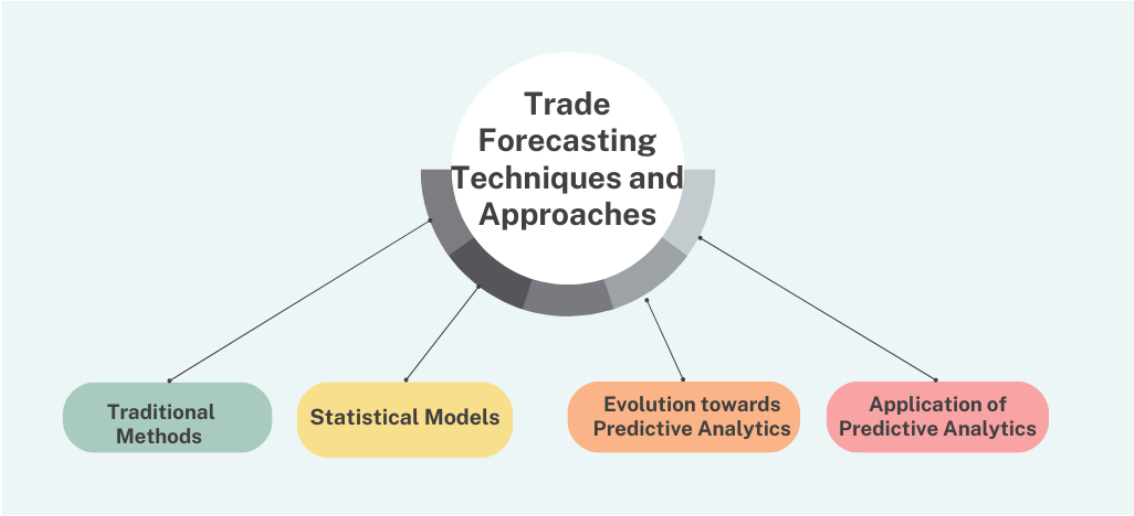 Trade
Forecasting
Techniques and
Approaches
Traditional
Methods
Statistical Models
Evolution towards
Predictive Analytics
Application of
Predictive Analytics